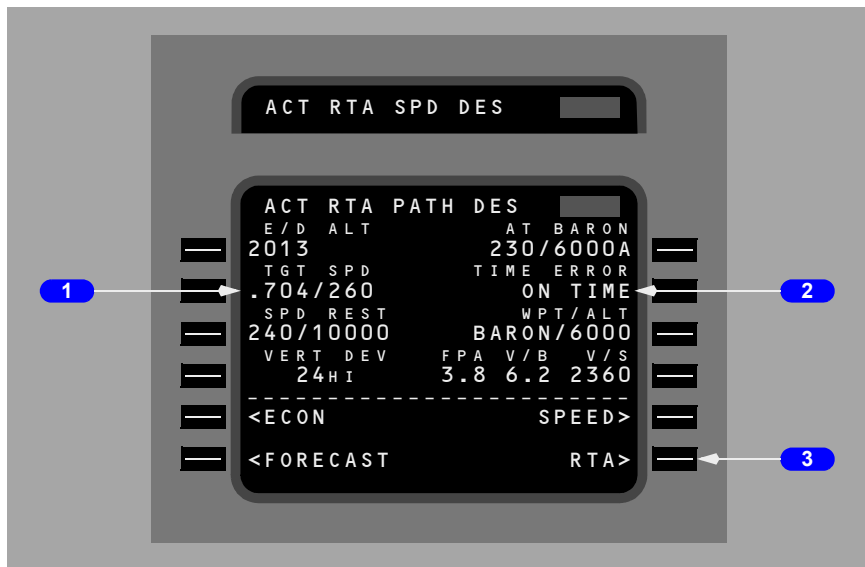 ACT RTA SPD DES
ACT RTA PATH DES
E/D ALT AT BARON
2013 230/6000A
TGT SPD TIME ERROR
.704/260 ON TIME
SPD REST WPT/ALT
240/10000 BARON/6000
VERT DEV FPA V/B V/S
24HI 3.8 6.2 2360
--------------------------
<ECON SPEED>
<FORECAST RTA>
1
2
3